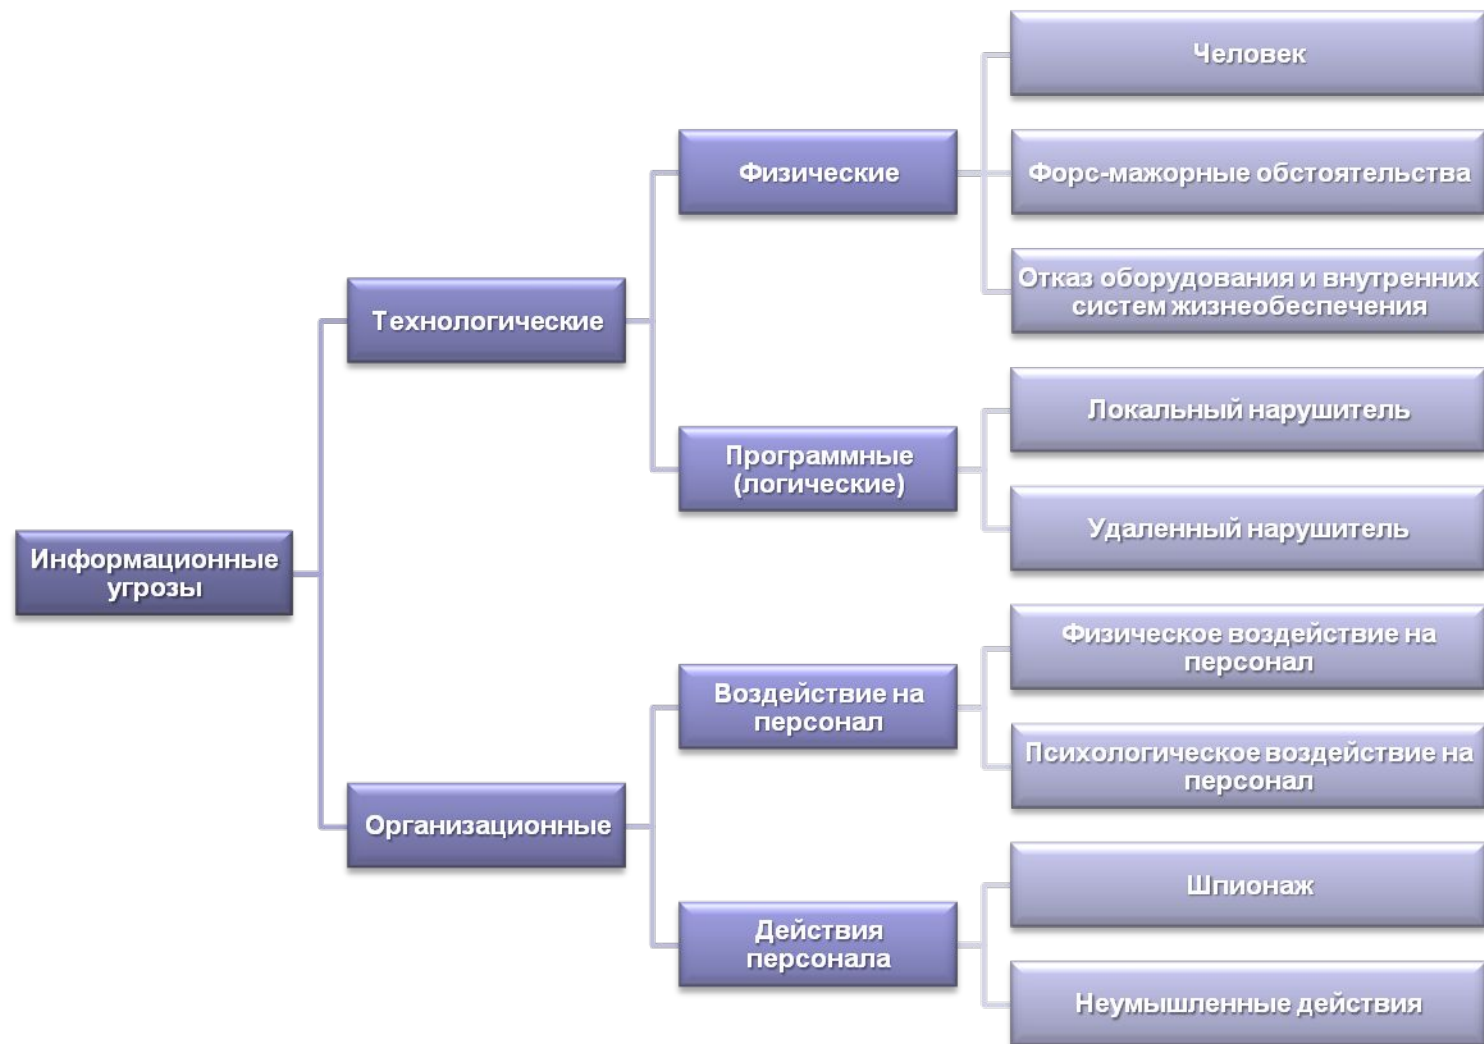 Информационные
угрозы
Технологические
Организационные
Физические
Программные
(логические)
Воздействие на
персонал
Действия
персонала
Человек
Форс-мажорные обстоятельства
Отказ оборудования и внутренних
систем жизнеобеспечения
Локальный нарушитель
Удаленный нарушитель
Физическое воздействие на
персонал
Психологическое воздействие на
персонал
Шпионаж
Неумышленные действия